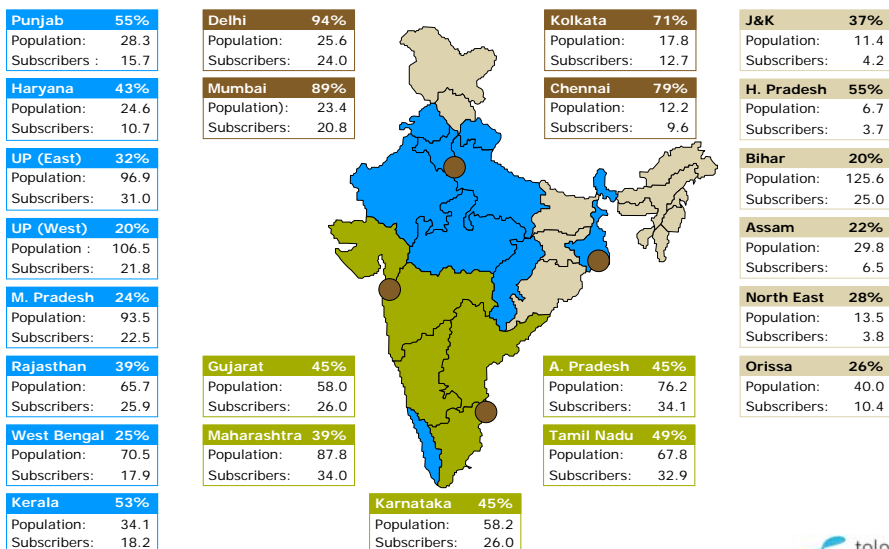 Punjab 55%
Population: 28.3
Subscribers : 15.7
Haryana 43%
Population: 24.6
Subscribers: 10.7
UP (East) 32%
Population: 96.9
Subscribers: 31.0
UP (West) 20%
Population : 106.5
Subscribers: 21.8
M. Pradesh 24%
Population: 93.5
Subscribers: 22.5
Rajasthan 39%
Population: 65.7
Subscribers: 25.9
West Bengal 25%
Population: 70.5
Subscribers: 17.9
Kerala 53%
Population: 34.1
Subscribers: 18.2
Delhi 94%
Population: 25.6
Subscribers: 24.0
Mumbai 89%
Population): 23.4
Subscribers: 20.8
Gujarat 45%
Population: 58.0
Subscribers: 26.0
Maharashtra 39%
Population: 87.8
Subscribers: 34.0
Karnataka 45%
Population: 58.2
Subscribers: 26.0
Kolkata 71%
Population: 17.8
Subscribers: 12.7
Chennai 79%
Population: 12.2
Subscribers: 9.6
A. Pradesh 45%
Population: 76.2
Subscribers: 34.1
Tamil Nadu 49%
Population: 67.8
Subscribers: 32.9
J&K 37%
Population: 11.4
Subscribers: 4.2
H. Pradesh 55%
Population: 6.7
Subscribers: 3.7
Bihar 20%
Population: 125.6
Subscribers: 25.0
Assam 22%
Population: 29.8
Subscribers: 6.5
North East 28%
Population: 13.5
Subscribers: 3.8
Orissa 26%
Population: 40.0
Subscribers: 10.4